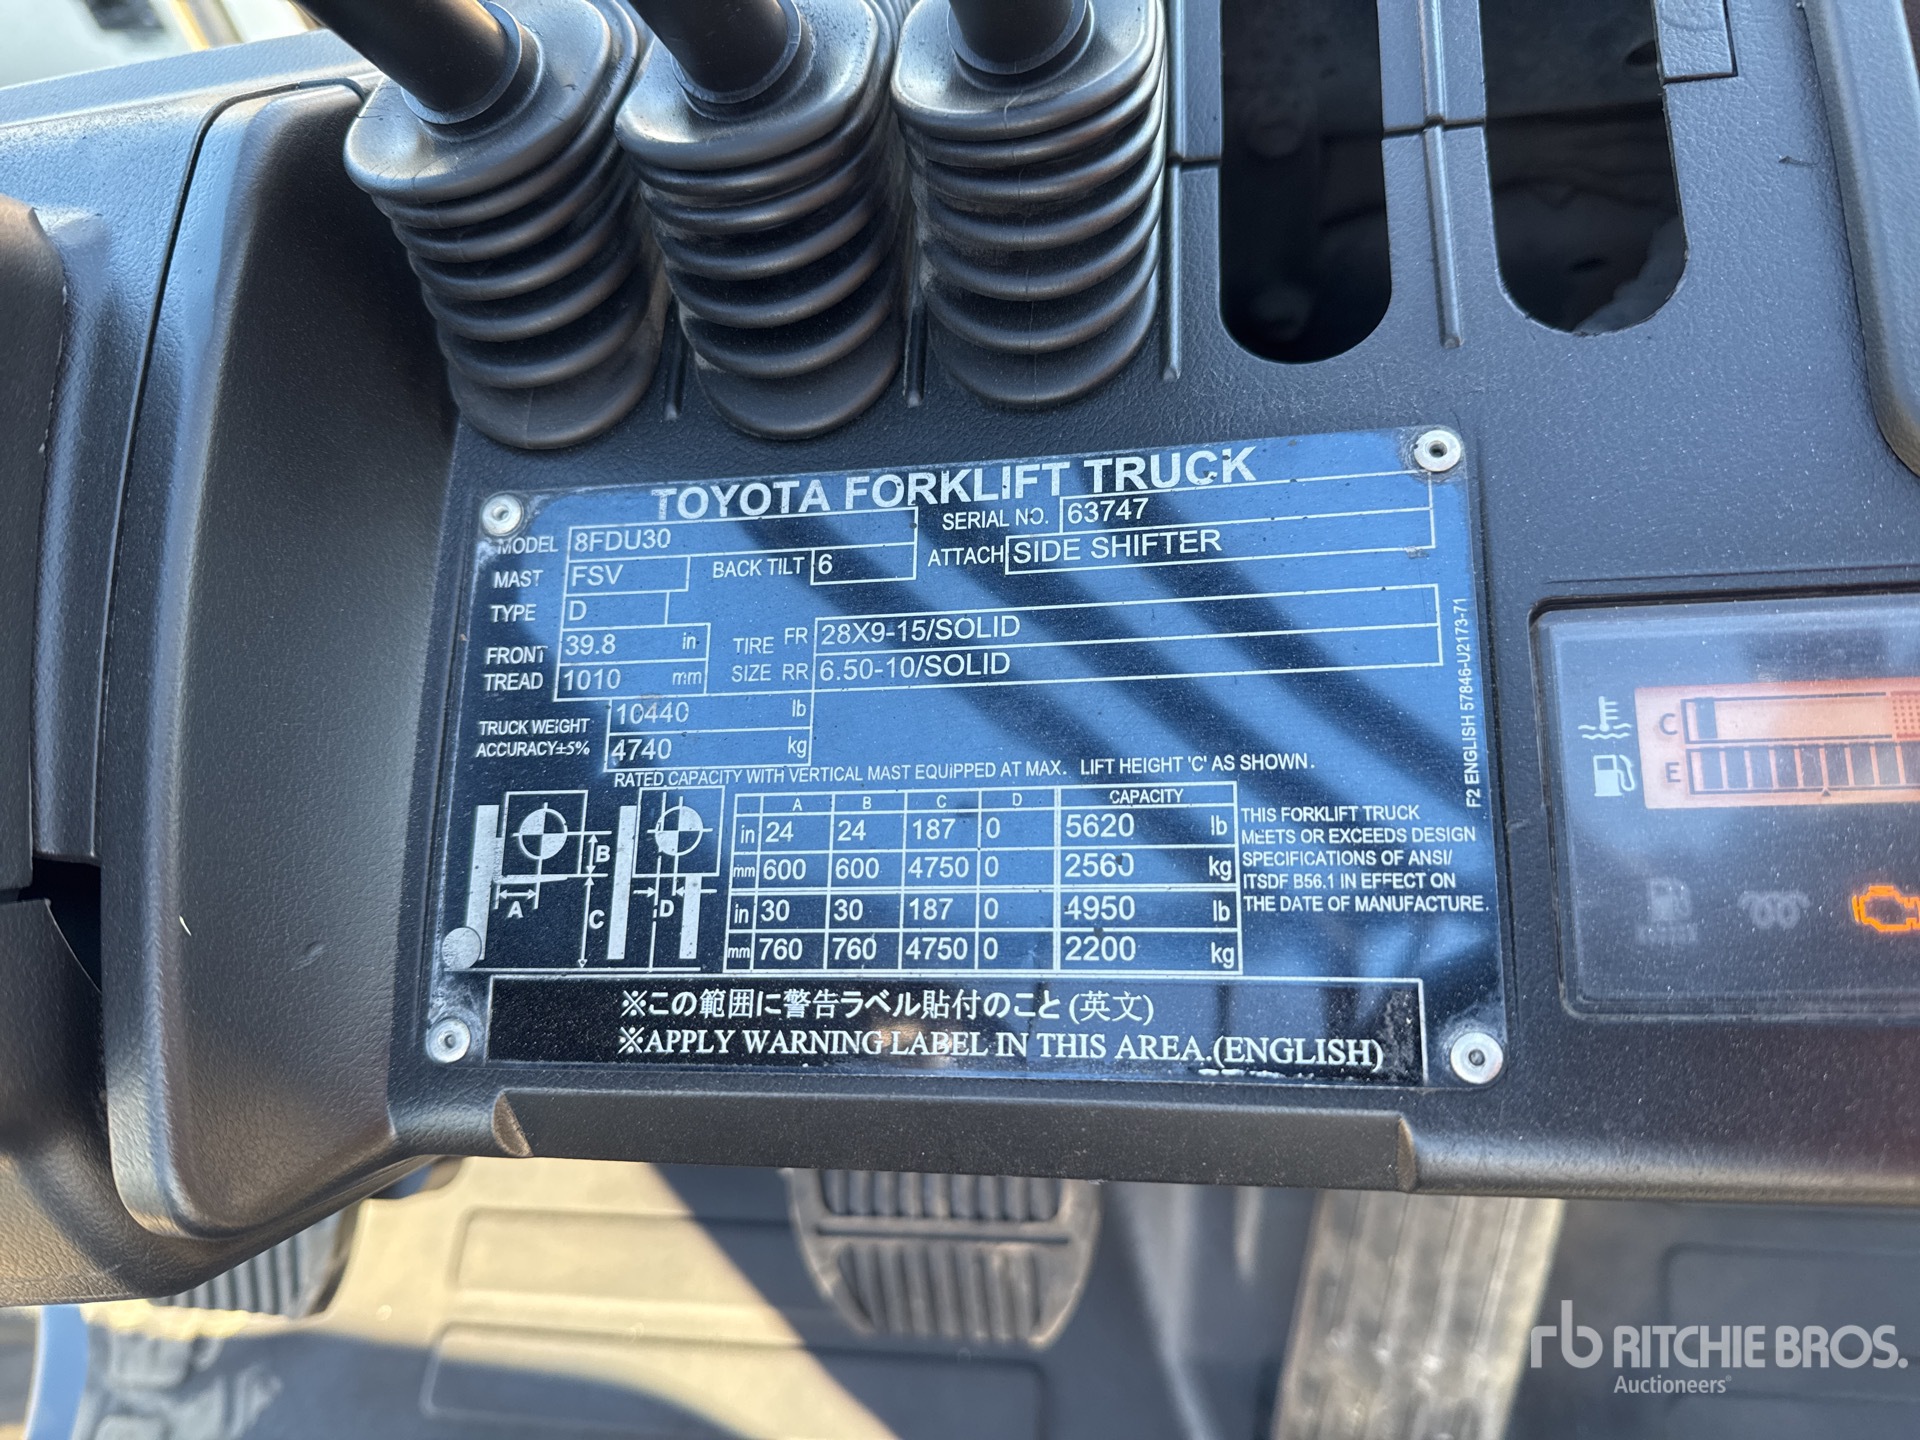 TOYOTA FORKLIFT TRUCK
MODEL 8FDU30 SERIAL NO. 63747
MAST FSV BACK TILT 6 ATTACH SIDE SHIFTER
TYPE D
FRONT TREAD 39.8 in TIRE SIZE FR 28X9-15/SOLID
1010 mm RR 6.50-10/SOLID
TRUCK WEIGHT 10440 lb
ACCURACY±5% 4740 kg
RATED CAPACITY WITH VERTICAL MAST EQUIPPED AT MAX. LIFT HEIGHT 'C' AS SHOWN.
A B C D CAPACITY
in 24 24 187 0 5620 lb
mm 600 600 4750 0 2560 kg
in 30 30 187 0 4950 lb
mm 760 760 4750 0 2200 kg
B
A
C
D
THIS FORKLIFT TRUCK
MEETS OR EXCEEDS DESIGN
SPECIFICATIONS OF ANSI/
ITSDF B56.1 IN EFFECT ON
THE DATE OF MANUFACTURE.
F2 ENGLISH 57846-U2173-71
※この範囲に警告ラベル貼付のこと(英文)
※APPLY WARNING LABEL IN THIS AREA.(ENGLISH)
C
E
rb RITCHIE BROS.
Auctioneers